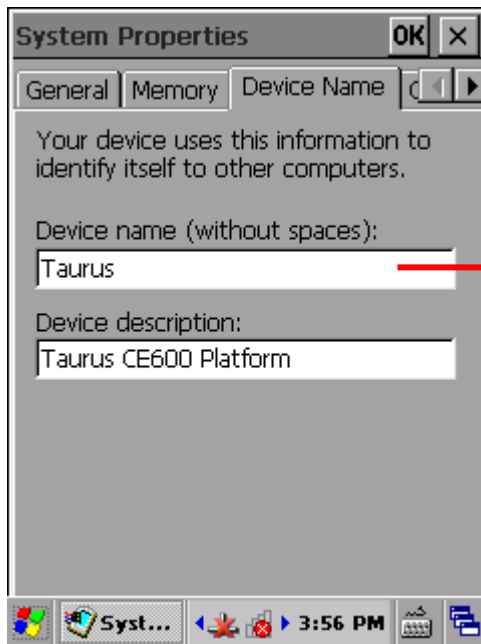 System Properties OK ×
General Memory Device Name
Your device uses this information to
identify itself to other computers.
Device name (without spaces):
Taurus
Device description:
Taurus CE600 Platform
Syst... 3:56 PM